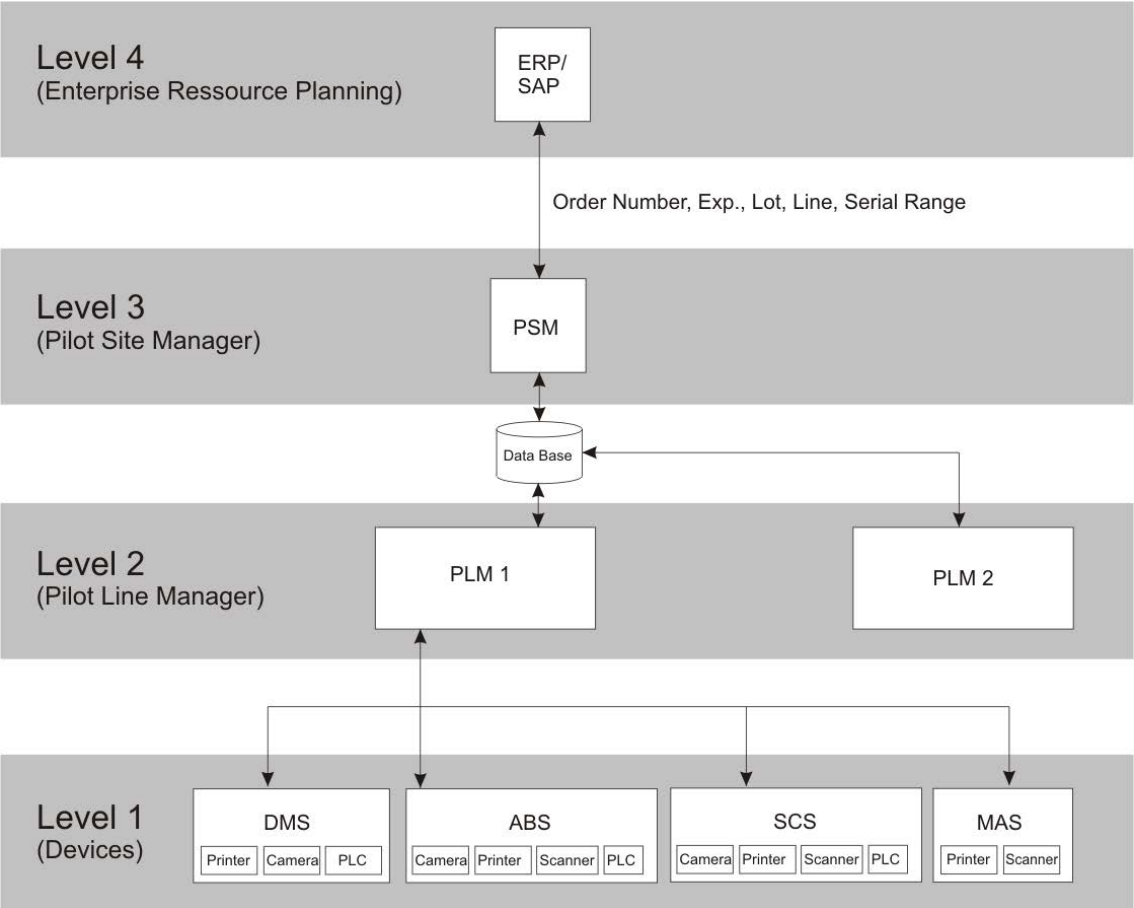 Level 4
(Enterprise Ressource Planning)
ERP/
SAP
Order Number, Exp., Lot, Line, Serial Range
Level 3
(Pilot Site Manager)
PSM
Data Base
Level 2
(Pilot Line Manager)
PLM 1
PLM 2
Level 1
(Devices)
DMS
Printer
Camera
PLC
ABS
Camera
Printer
Scanner
PLC
SCS
Camera
Printer
Scanner
PLC
MAS
Printer
Scanner